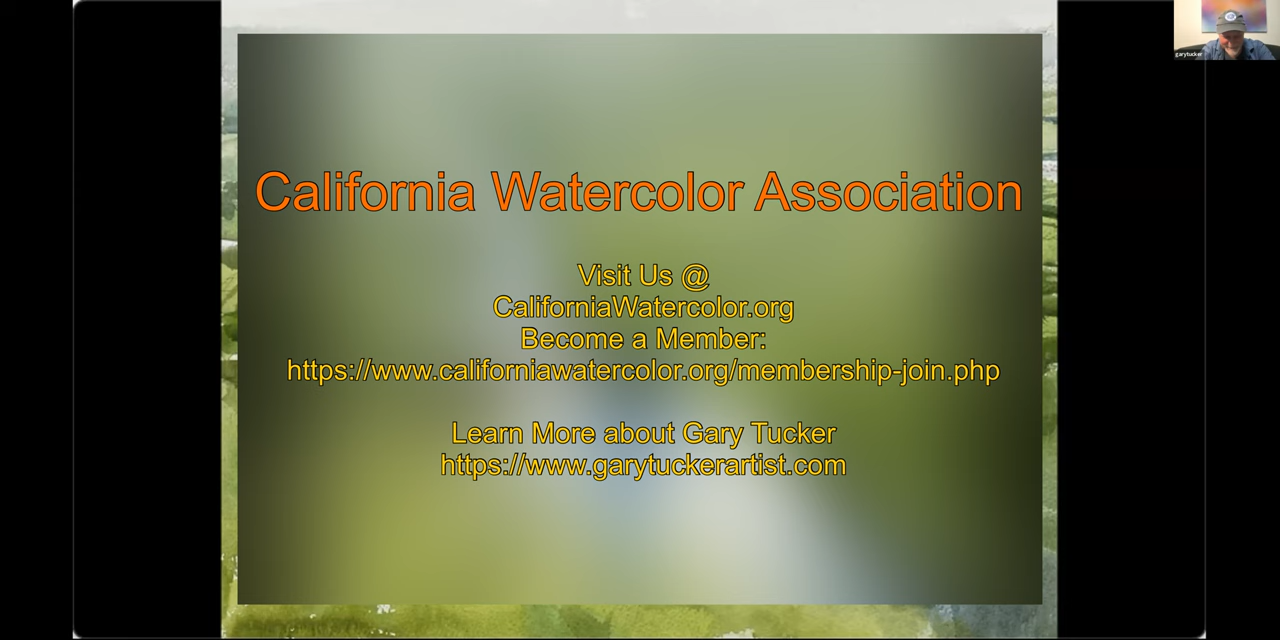 California Watercolor Association
Visit Us @
CaliforniaWatercolor.org
Become a Member:
https://www.californiawatercolor.org/membership-join.php
Learn More about Gary Tucker
https://www.garytuckerartist.com
garytucker